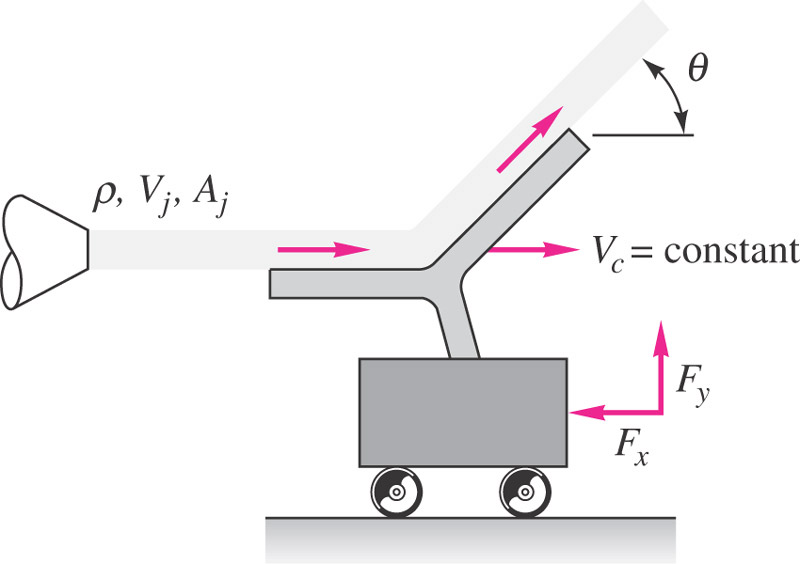 θ
ρ, Vj, Aj
Vc = constant
Fy
Fx